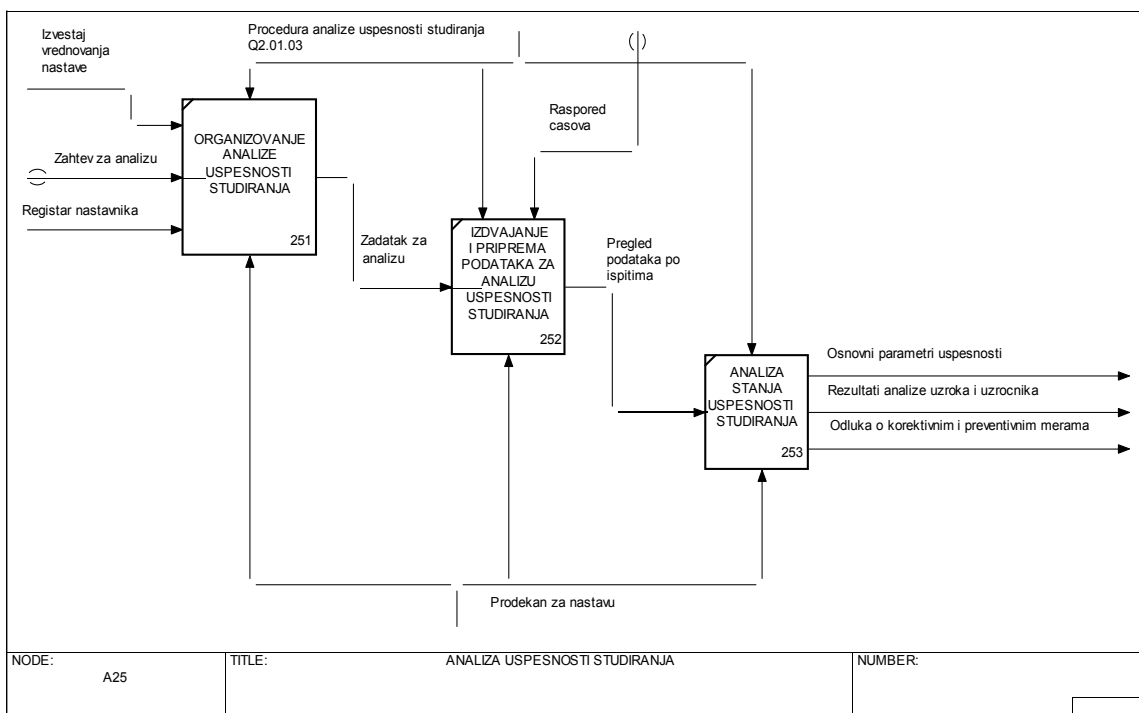 Izvestaj
vrednovanja
nastave
Procedura analize uspesnosti studiranja
Q2.01.03
Raspored
casova
Zahtev za analizu
Registar nastavnika
ORGANIZOVANJE
ANALIZE
USPESNOSTI
STUDIRANJA
251
Zadatak za
analizu
IZDVAJANJE
I PRIPREMA
PODATAKA ZA
ANALIZU
USPESNOSTI
STUDIRANJA
252
Pregled
podataka po
ispitima
ANALIZA
STANJA
USPESNOSTI
STUDIRANJA
253
Osnovni parametri uspesnosti
Rezultati analize uzroka i uzrocnika
Odluka o korektivnim i preventivnim merama
Prodekan za nastavu
NODE:
A25
TITLE:
ANALIZA USPESNOSTI STUDIRANJA
NUMBER: